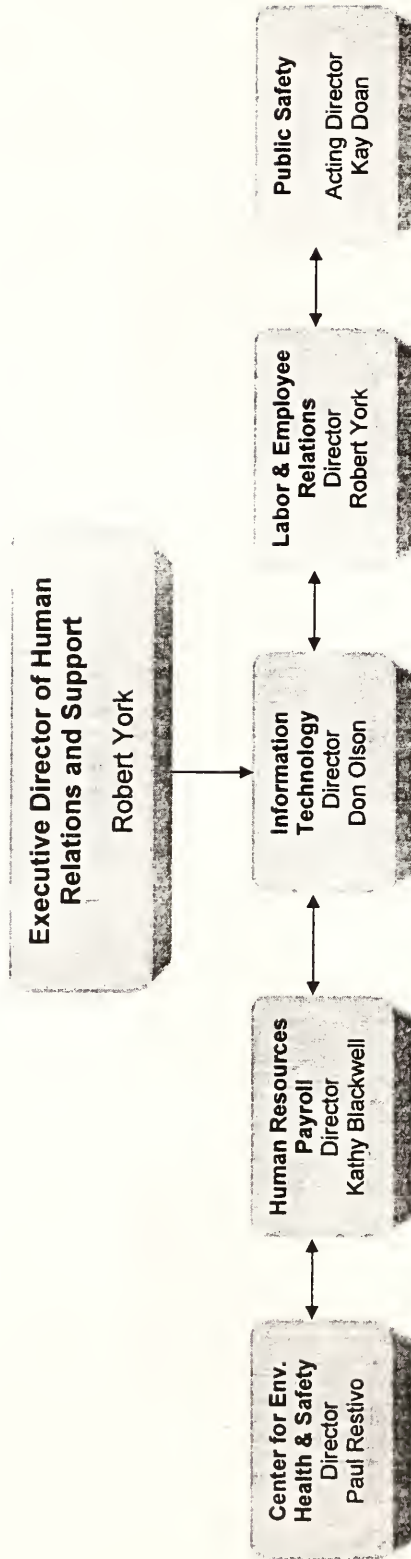 Executive Director of Human
Relations and Support
Robert York
Center for Env.
Health & Safety
Director
Paul Restivo
Human Resources
Payroll
Director
Kathy Blackwell
Information
Technology
Director
Don Olson
Labor & Employee
Relations
Director
Robert York
Public Safety
Acting Director
Kay Doan